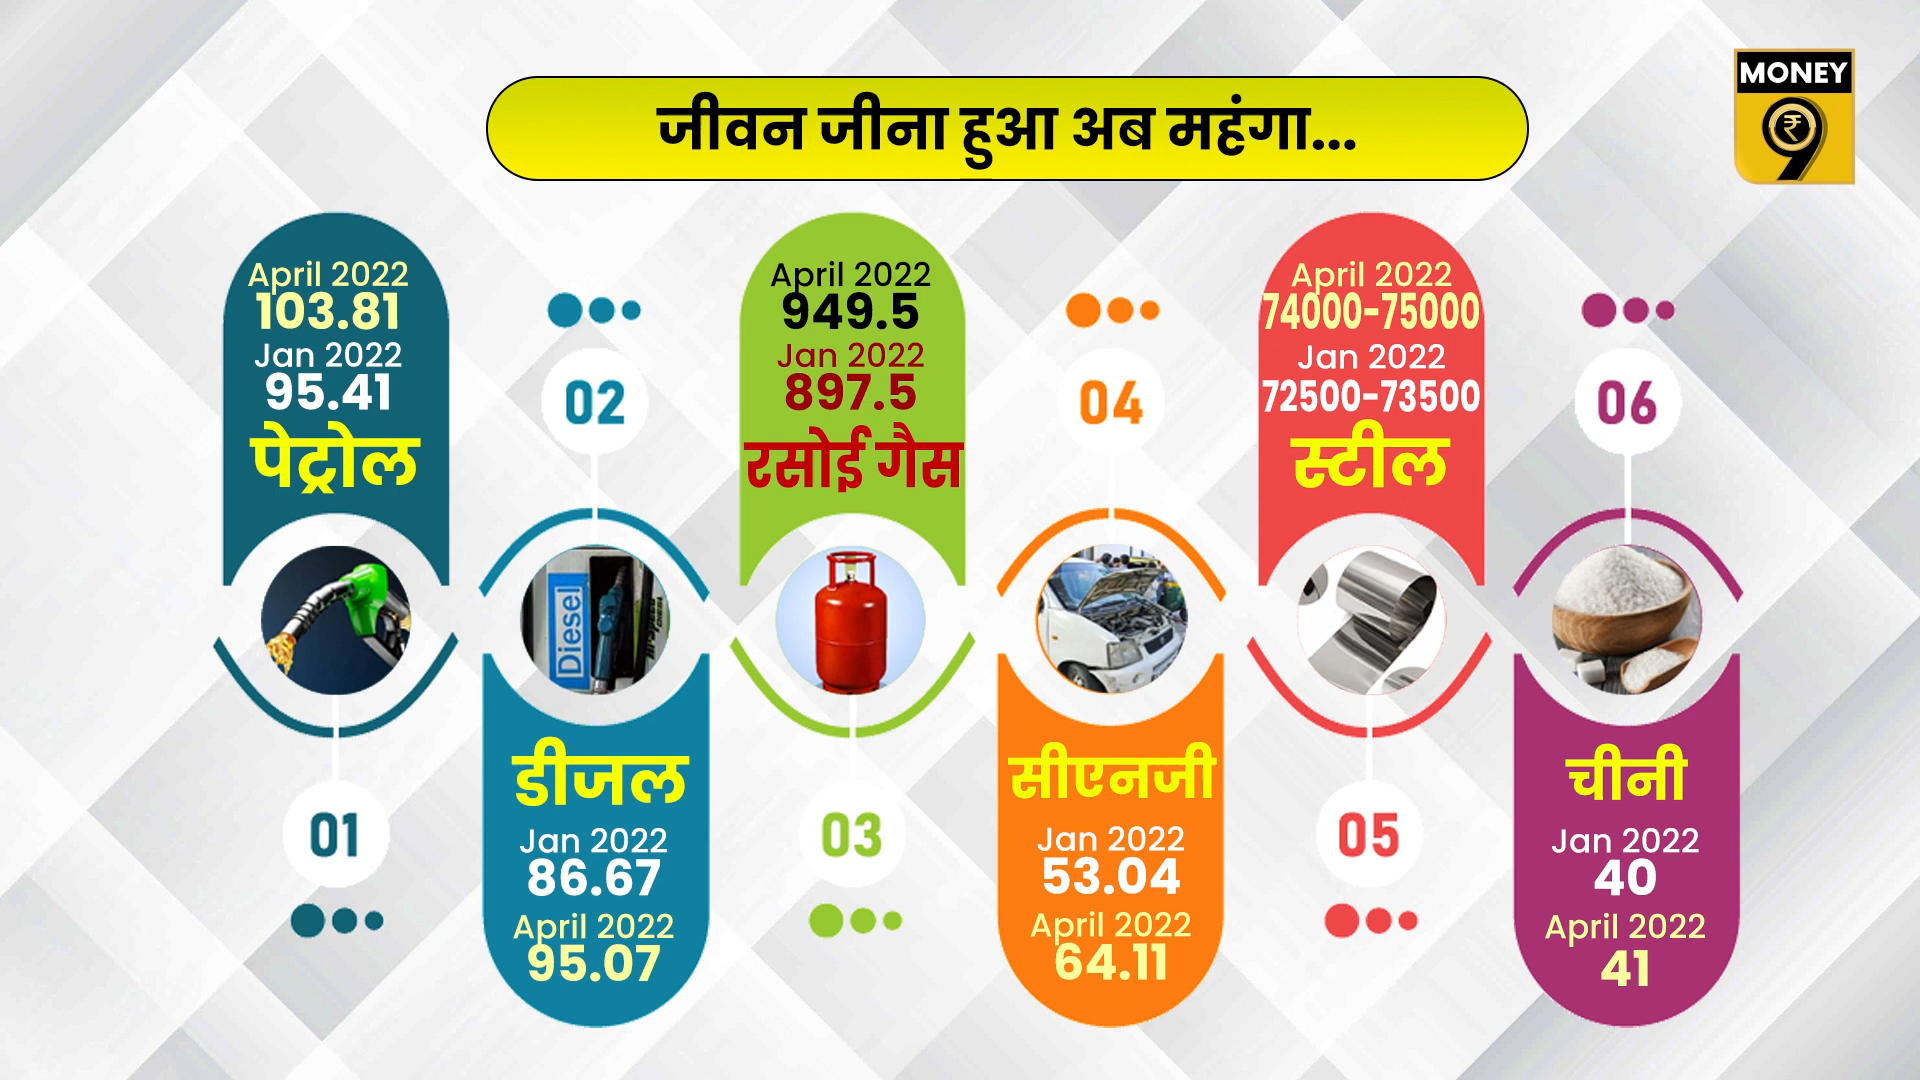 जीवन जीना हुआ अब महंगा...
MONEY
9
April 2022
103.81
Jan 2022
95.41
पेट्रोल
01
02
Diesel
डीजल
Jan 2022
86.67
April 2022
95.07
April 2022
949.5
Jan 2022
897.5
रसोई गैस
03
04
सीएनजी
Jan 2022
53.04
April 2022
64.11
April 2022
74000-75000
Jan 2022
72500-73500
स्टील
05
06
चीनी
Jan 2022
40
April 2022
41